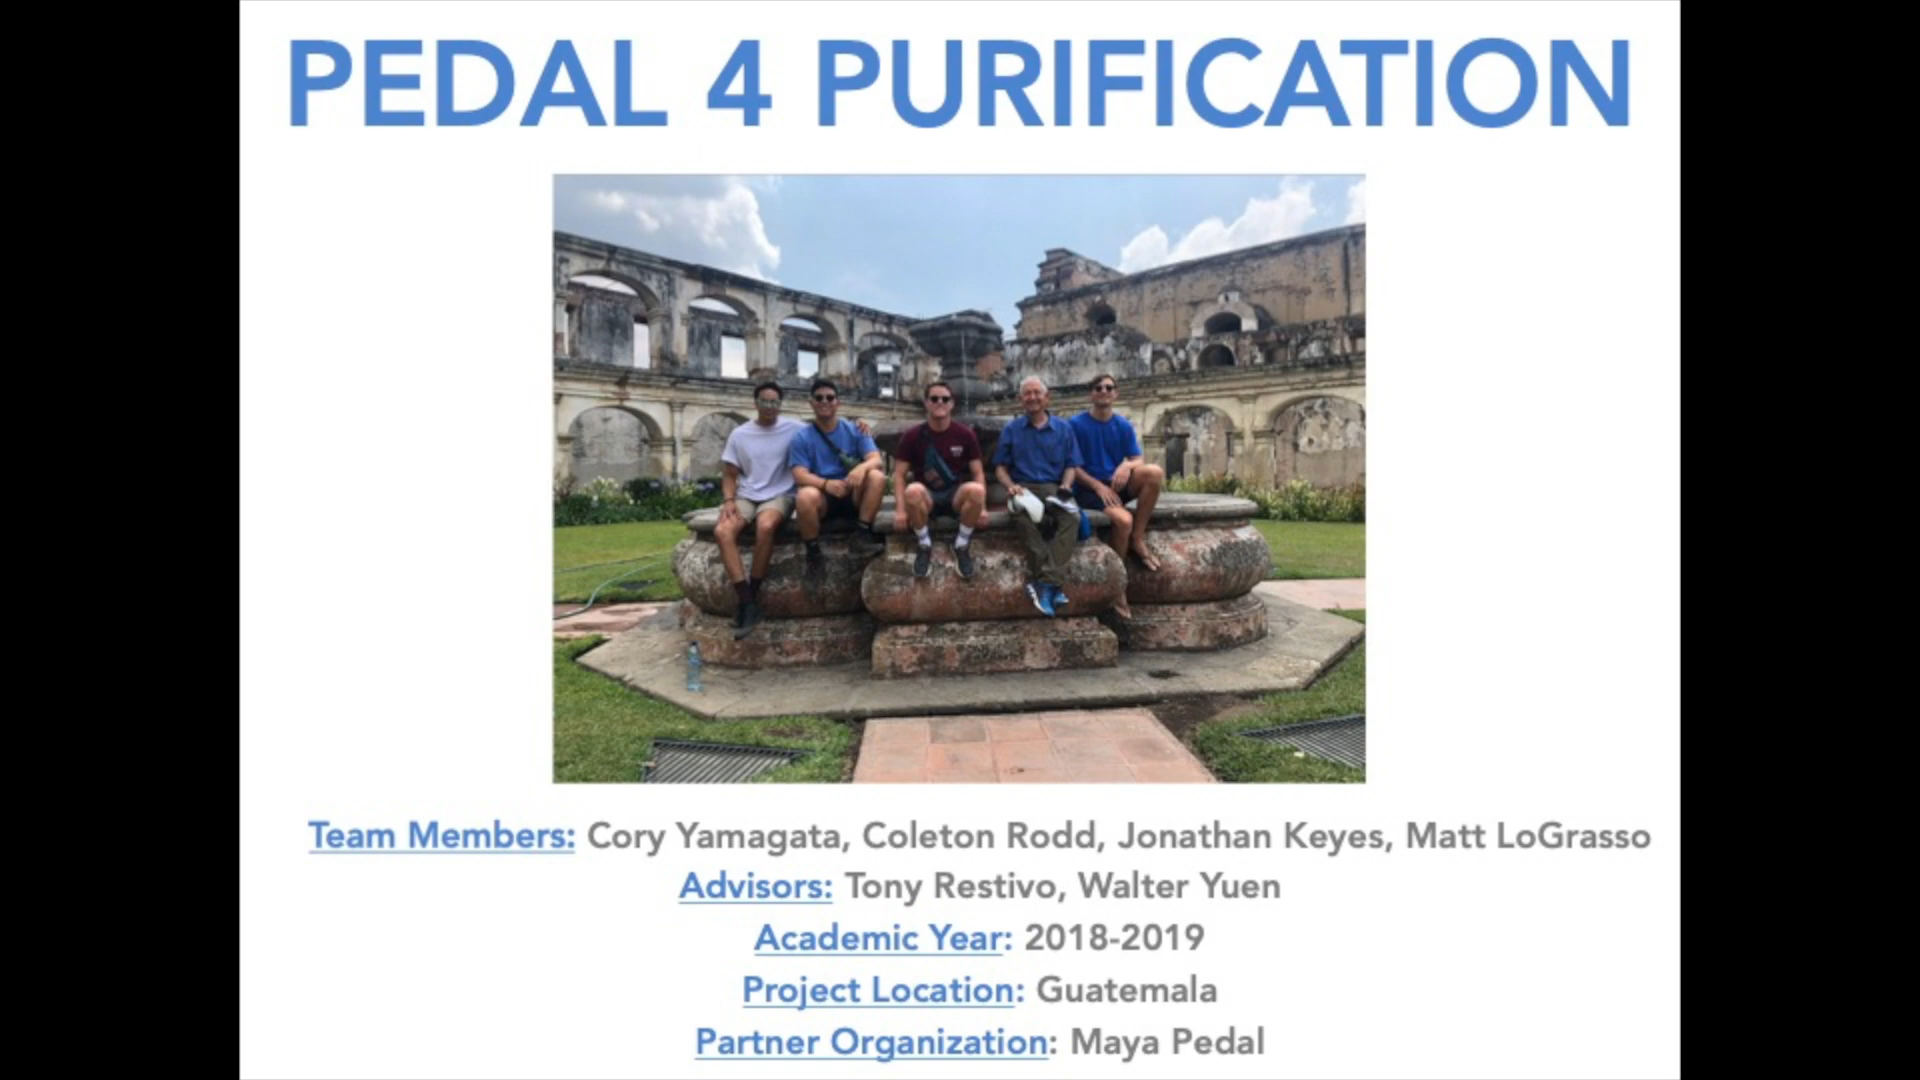 PEDAL 4 PURIFICATION
Team Members: Cory Yamagata, Coleton Rodd, Jonathan Keyes, Matt LoGrasso
Advisors: Tony Restivo, Walter Yuen
Academic Year: 2018-2019
Project Location: Guatemala
Partner Organization: Maya Pedal